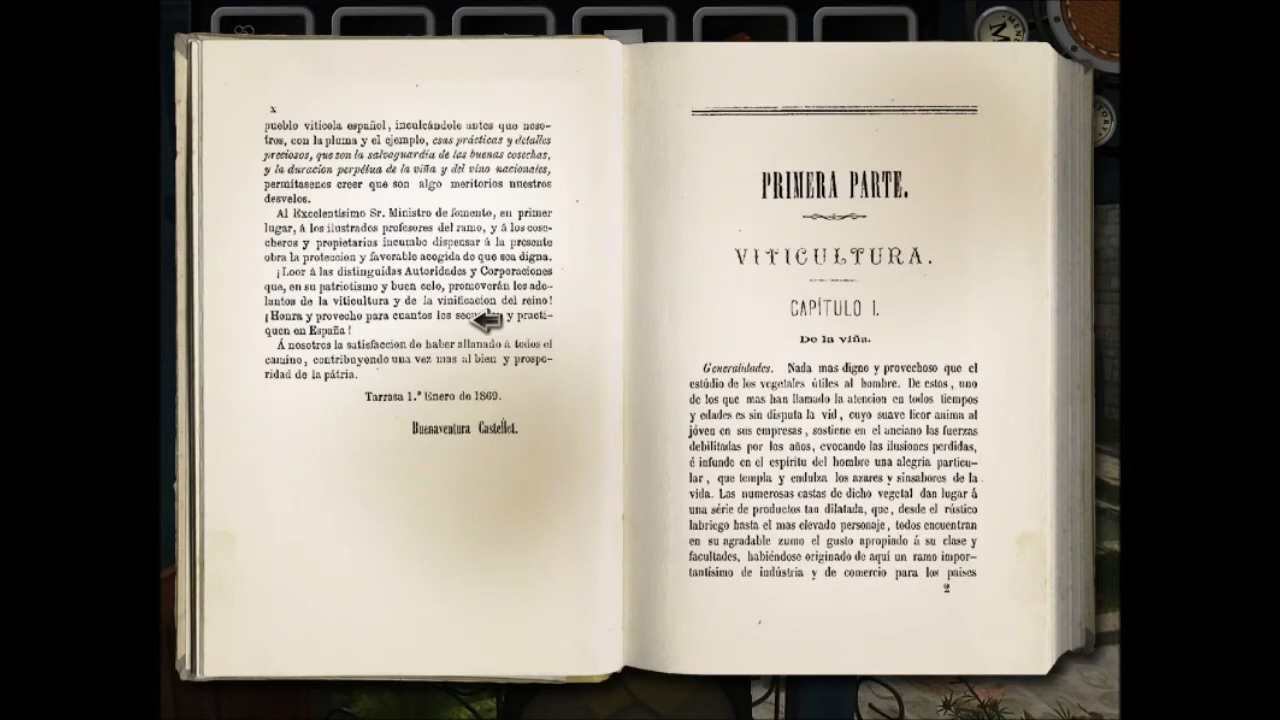 x
pueblo vitícola español, inculcándole antes que noso-
tros, con la pluma y el ejemplo, esas prácticas y detalles
preciosos, que son la salvaguardia de las buenas cosechas,
y la duracion perpétua de la viña y del vino nacionales,
permítasenos creer que son algo meritorios nuestros
desvelos.
Al Excelentísimo Sr. Ministro de fomento, en primer
lugar, á los ilustrados profesores del ramo, y á los cose-
cheros y propietarios incumbe dispensar á la presente
obra la proteccion y favorable acogida de que sea digna.
¡Loor á las distinguidas Autoridades y Corporaciones
que, en su patriotismo y buen celo, promoverán los ade-
lantos de la viticultura y de la vinificacion del reino!
¡Honra y provecho para cuantos los y practi-
quen en España!
Á nosotros la satisfaccion de haber allanado á todos el
camino, contribuyendo una vez mas al bien y prospe-
ridad de la pátria.
Tarrasa 1.º Enero de 1869.
Buenaventura Castellet.
PRIMERA PARTE.
VITICULTURA.
CAPÍTULO I.
De la viña.
Generalidades. Nada mas digno y provechoso que el
estúdio de los vegetales útiles al hombre. De estos, uno
de los que mas han llamado la atencion en todos tiempos
y edades es sin disputa la vid, cuyo suave licor anima al
jóven en sus empresas, sostiene en el anciano las fuerzas
debilitadas por los años, evocando las ilusiones perdidas,
é infunde en el espíritu del hombre una alegría particu-
lar, que templa y endulza los azares y sinsabores de la
vida. Las numerosas castas de dicho vegetal dan lugar á
una série de productos tan dilatada, que, desde el rústico
labriego hasta el mas elevado personaje, todos encuentran
en su agradable zumo el gusto apropiado á su clase y
facultades, habiéndose originado de aquí un ramo impor-
tantísimo de indústria y de comercio para los paises
2